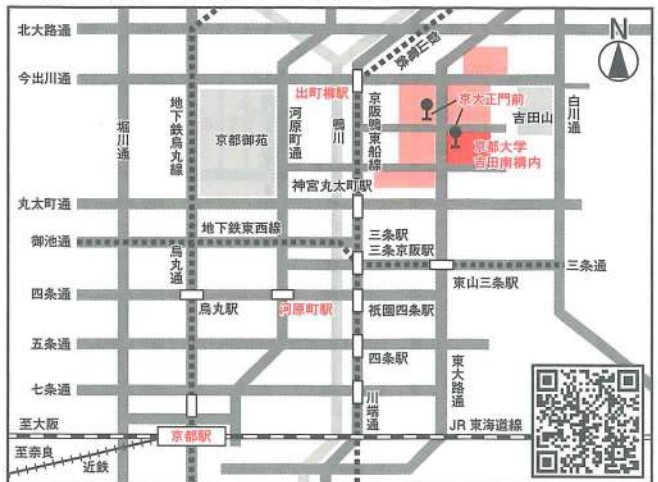 北大路通
叡山電鉄
N
今出川通
出町柳駅
京大正門前
堀川通
地下鉄烏丸線
京都御苑
河原町通
鴨川
京阪鴨東船線
吉田山
白川通
京都大学
吉田南構内
神宮丸太町駅
丸太町通
地下鉄東西線
御池通
三条駅
三条京阪駅
三条通
烏丸通
東山三条駅
四条通
烏丸駅
河原町駅
祇園四条駅
五条通
四条駅
東大路通
七条通
川端通
至大阪
京都駅
JR 東海道線
至奈良
近鉄